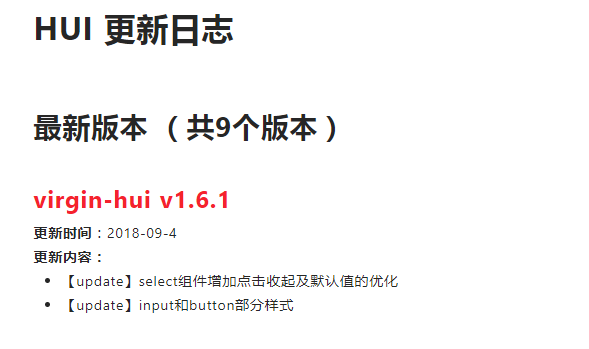 HUI 更新日志
最新版本 （共9个版本）
virgin-hui v1.6.1
更新时间：2018-09-4
更新内容：
• 【update】select组件增加点击收起及默认值的优化
• 【update】input和button部分样式